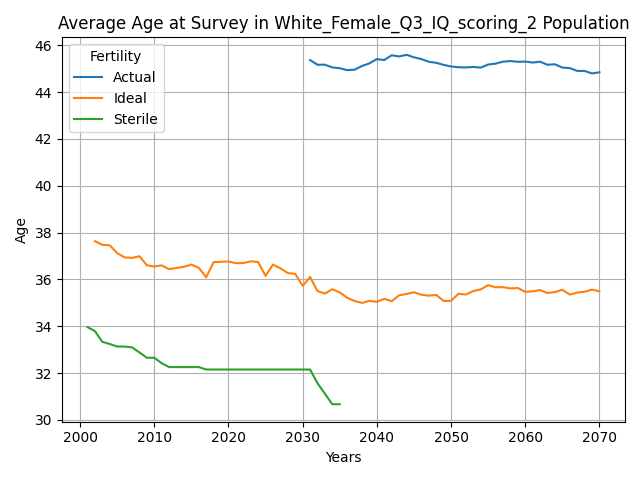 Average Age at Survey in White_Female_Q3_IQ_scoring_2 Population
Fertility
Actual
Ideal
Sterile
Age
46
44
42
40
38
36
34
32
30
2000 2010 2020 2030 2040 2050 2060 2070
Years